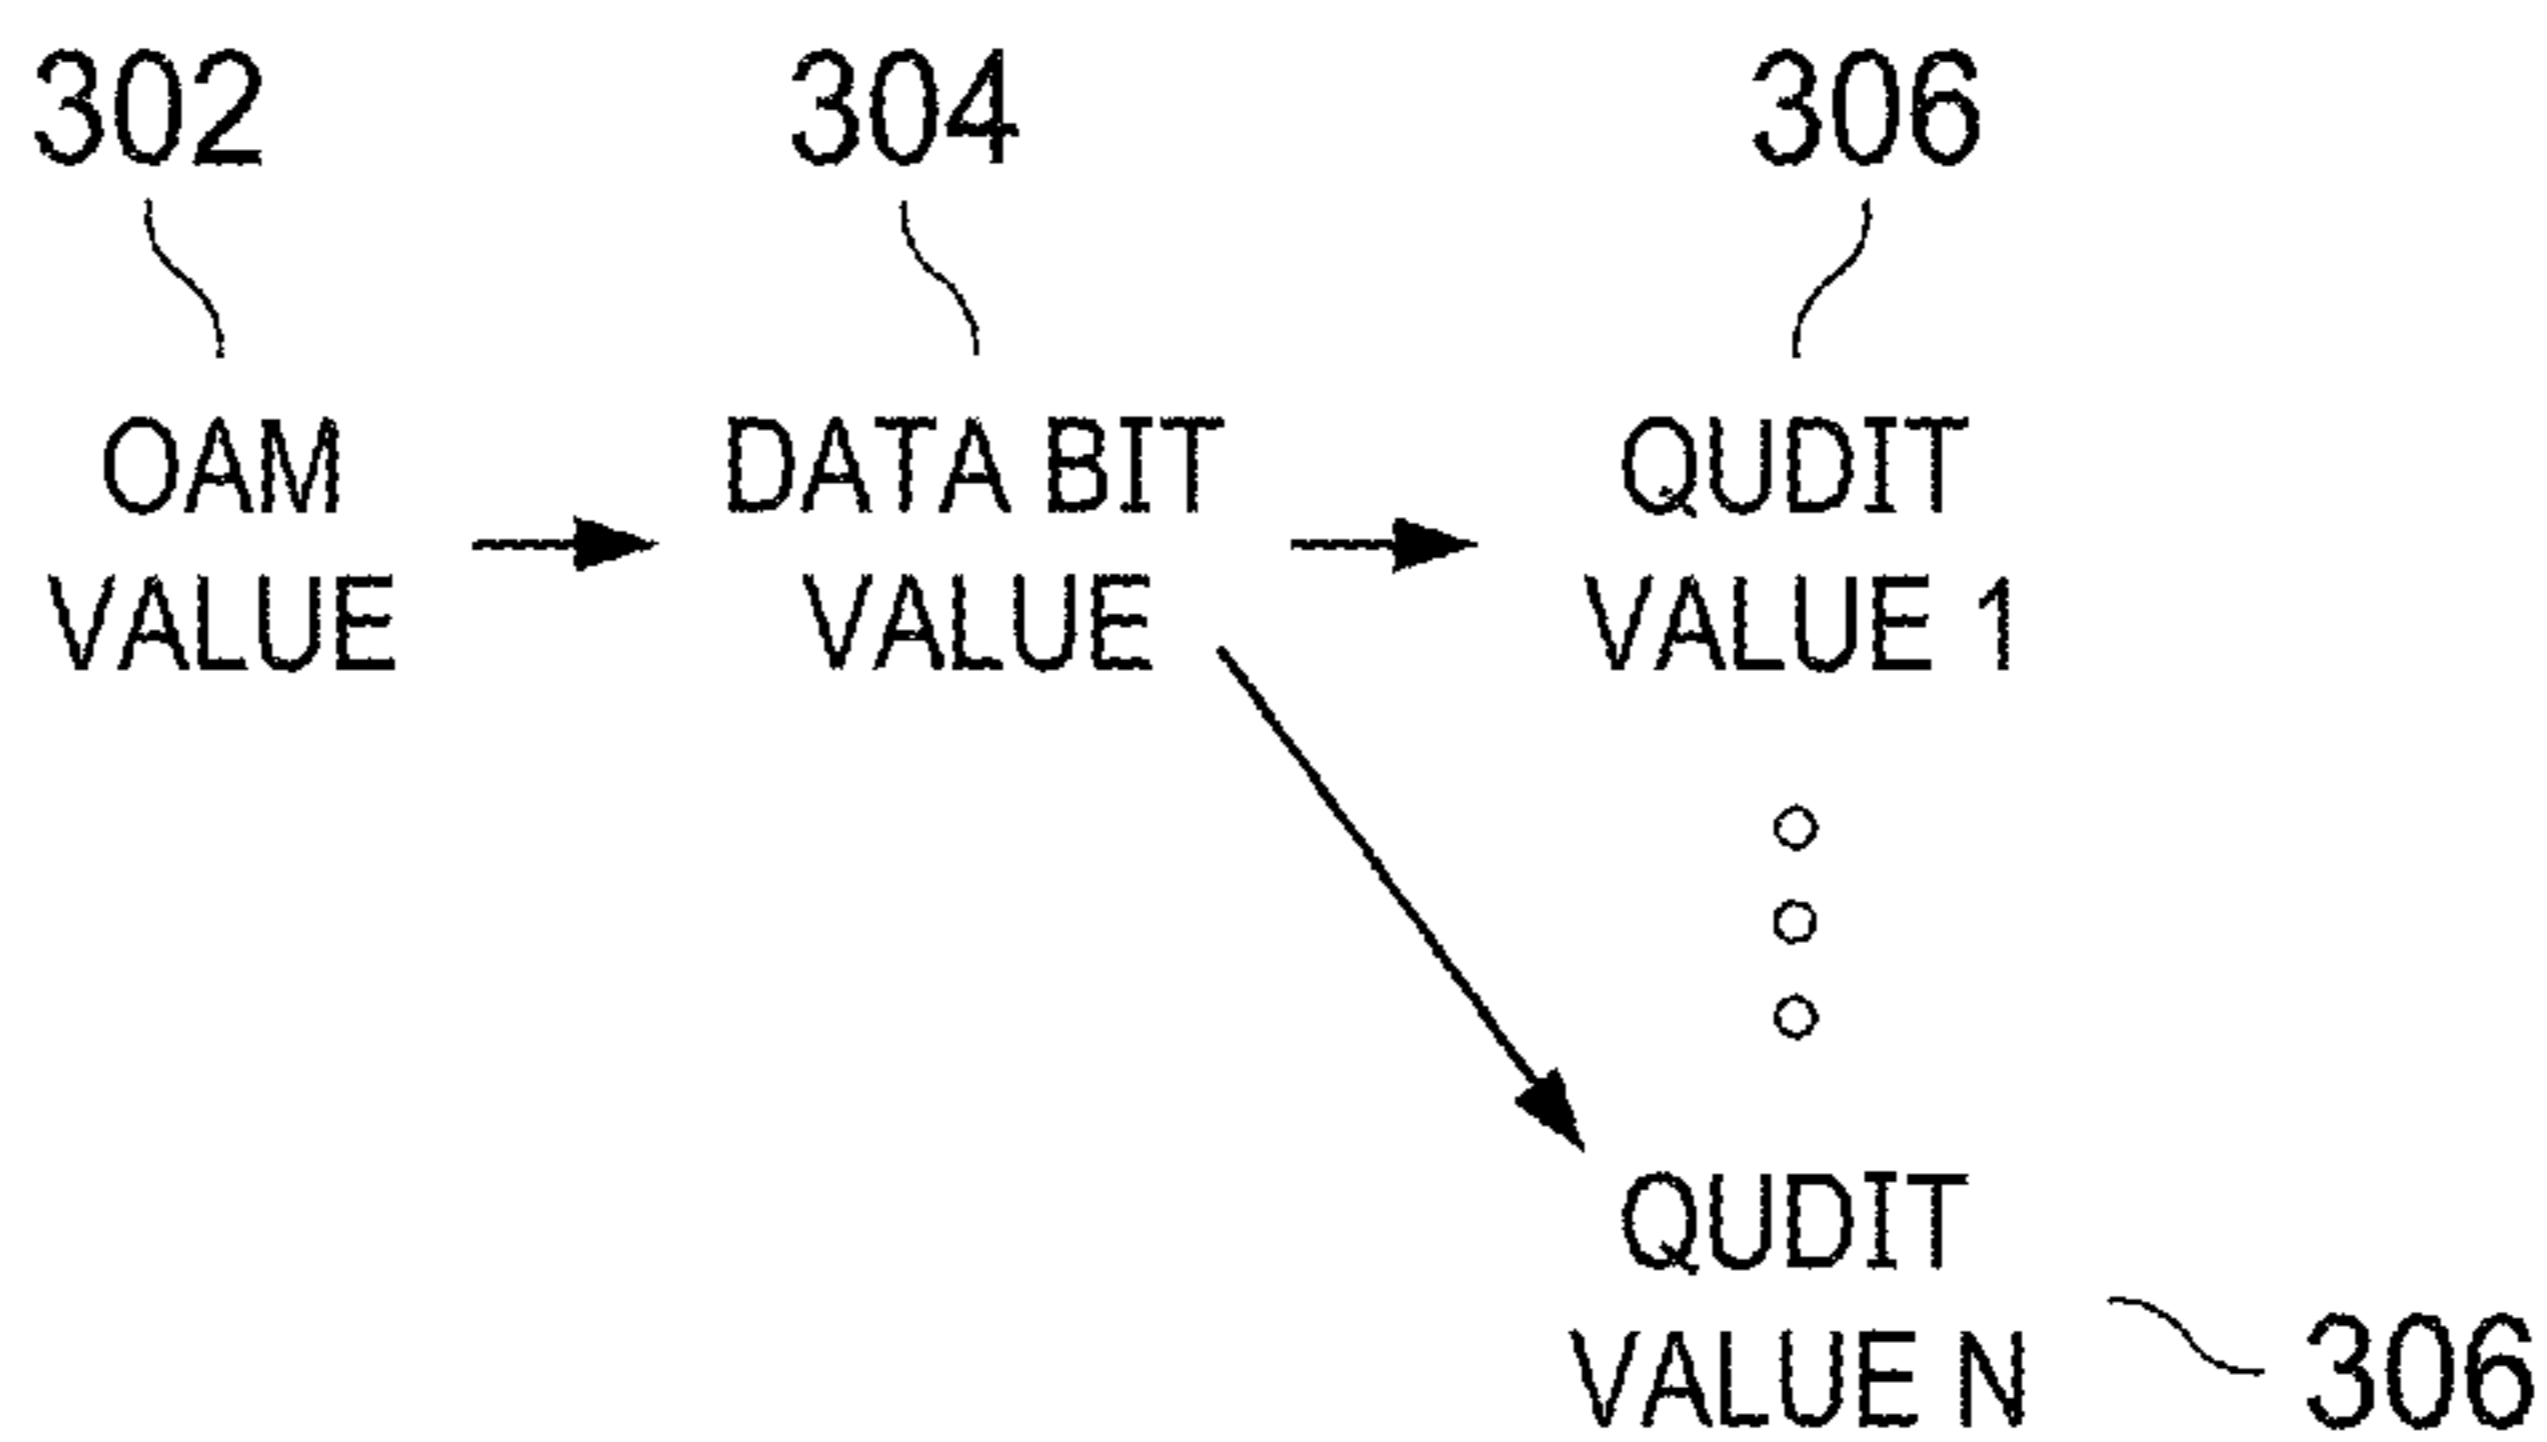 302
304
306
OAM
VALUE
DATA BIT
VALUE
QUDIT
VALUE 1
QUDIT
VALUE N
306